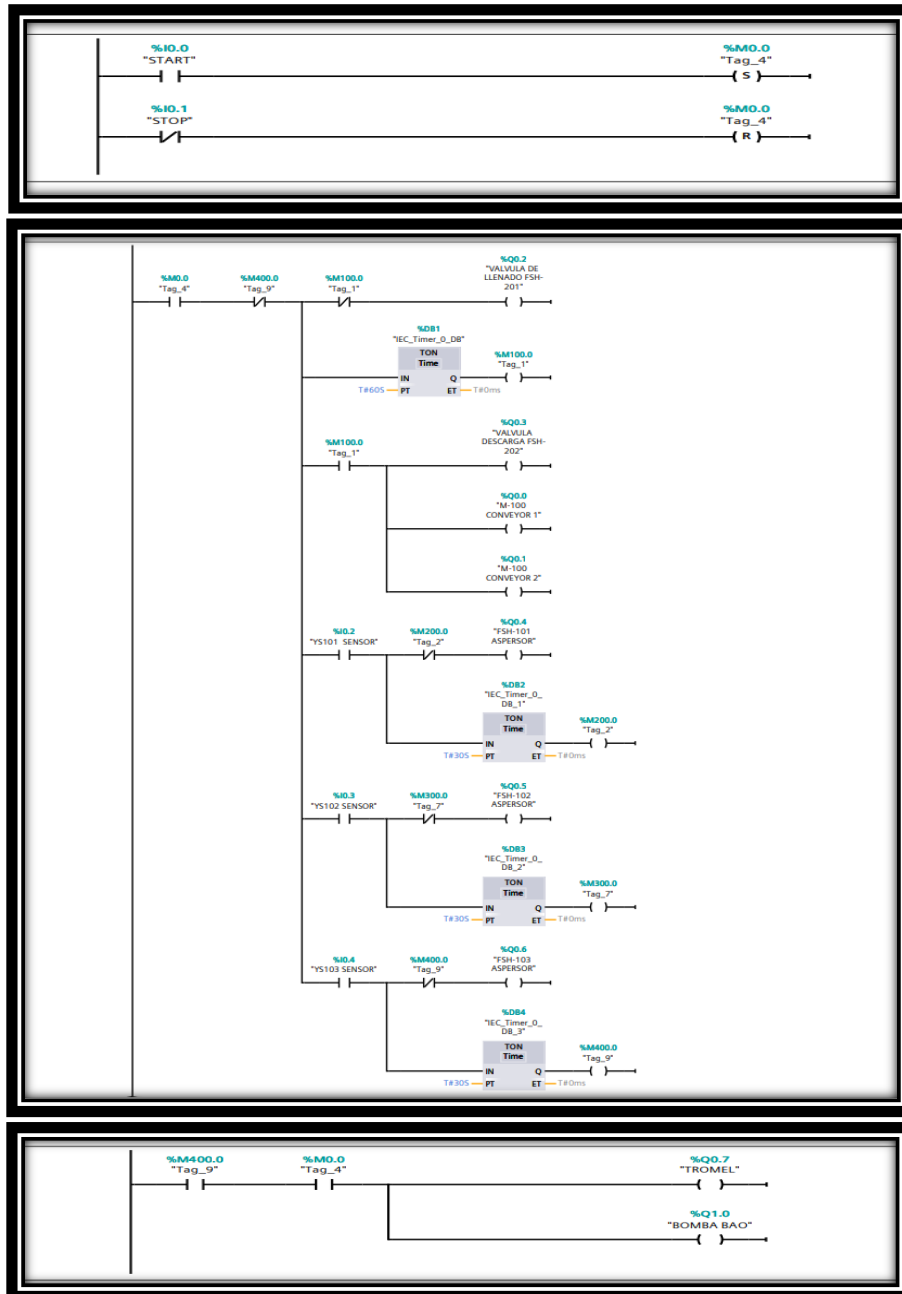 %I0.0
"START"
%M0.0
"Tag_4"
S
%I0.1
"STOP"
%M0.0
"Tag_4"
R
%M0.0
"Tag_4"
%M400.0
"Tag_9"
%M100.0
"Tag_1"
%Q0.2
"VALVULA DE
LLENADO FSH-
201"
%DB1
"IEC_Timer_0_DB"
TON
Time
IN
Q
T#60S
PT
ET
T#0ms
%M100.0
"Tag_1"
%M100.0
"Tag_1"
%Q0.3
"VALVULA
DESCARGA FSH-
202"
%Q0.0
"M-100
CONVEYOR 1"
%Q0.1
"M-100
CONVEYOR 2"
%I0.2
"YS101 SENSOR"
%M200.0
"Tag_2"
%Q0.4
"FSH-101
ASPERSOR"
%DB2
"IEC_Timer_0_
DB_1"
TON
Time
IN
Q
T#30S
PT
ET
T#0ms
%M200.0
"Tag_2"
%I0.3
"YS102 SENSOR"
%M300.0
"Tag_7"
%Q0.5
"FSH-102
ASPERSOR"
%DB3
"IEC_Timer_0_
DB_2"
TON
Time
IN
Q
T#30S
PT
ET
T#0ms
%M300.0
"Tag_7"
%I0.4
"YS103 SENSOR"
%M400.0
"Tag_9"
%Q0.6
"FSH-103
ASPERSOR"
%DB4
"IEC_Timer_0_
DB_3"
TON
Time
IN
Q
T#30S
PT
ET
T#0ms
%M400.0
"Tag_9"
%M400.0
"Tag_9"
%M0.0
"Tag_4"
%Q0.7
"TROMEL"
%Q1.0
"BOMBA BAO"